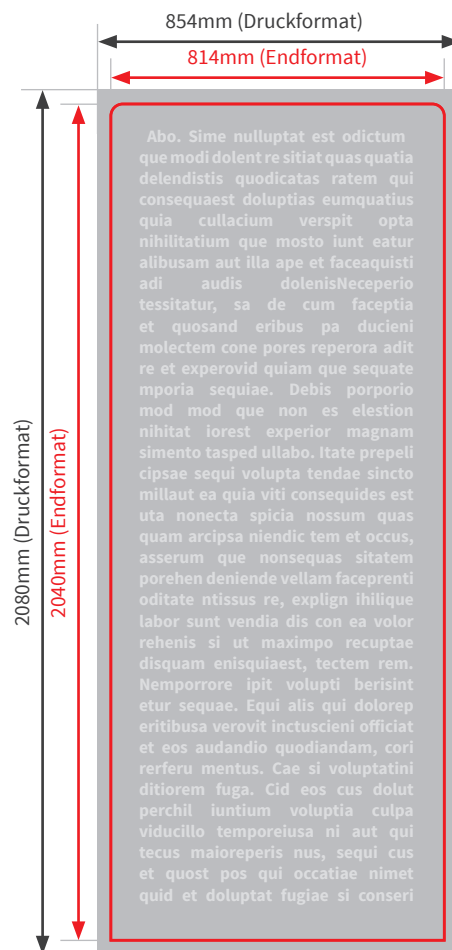 854mm (Druckformat)
814mm (Endformat)
2080mm (Druckformat)
2040mm (Endformat)
Abo. Sime nulluptat est odictum
que modi dolent re sitiat quas quatia
delendistis quodicatas ratem qui
consequaest doluptias eumquatius
quia cullacium verspit opta
nihilitatium que mosto iunt eatur
alibusam aut illa ape et faceaquisti
adi audis dolenisNeceperio
tessitatur, sa de cum faceptia
et quosand eribus pa ducieni
molectem cone pores reperora adit
re et experovid quiam que sequate
mporia sequiae. Debis porporio
mod mod que non es elestion
nihitat iorest experior magnam
simento tasped ullabo. Itate prepeli
cipsae sequi volupta tendae sincto
millaut ea quia viti consequides est
uta nonecta spicia nossum quas
quam arcipsa niendic tem et occus,
asserum que nonsequas sitatem
porehen deniende vellam faceprenti
oditate ntissus re, explign ihilique
labor sunt vendia dis con ea volor
rehenis si ut maximpo recuptae
disquam enisquiaest, tectem rem.
Nemporrore ipit volupti berisint
etur sequae. Equi alis qui dolorep
eritibusa verovit inctuscieni officiat
et eos audandio quodiandam, cori
rerferu mentus. Cae si voluptatini
ditiorem fuga. Cid eos cus dolut
perchil iuntium voluptia culpa
viducillo temporeiusa ni aut qui
tecus maioreperis nus, sequi cus
et quost pos qui occatiae nimet
quid et doluptat fugiae si conseri